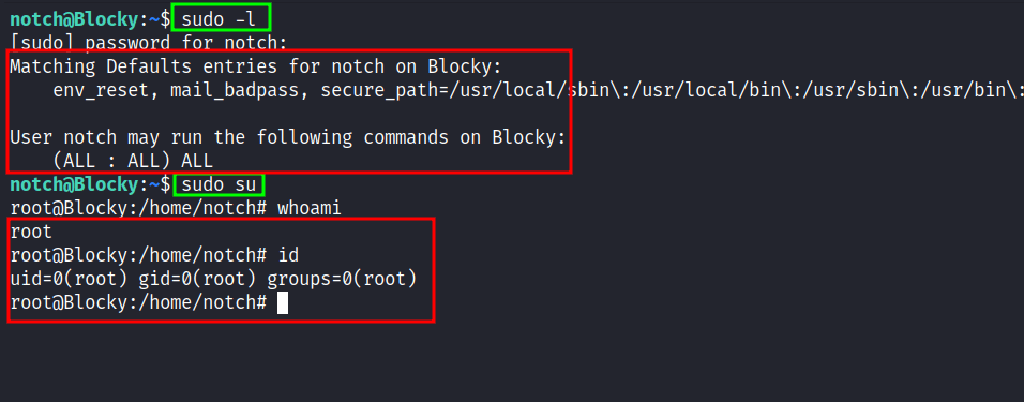 notch@Blocky:~$ sudo -l
[sudo] password for notch:
Matching Defaults entries for notch on Blocky:
    env_reset, mail_badpass, secure_path=/usr/local/sbin\:/usr/local/bin\:/usr/sbin\:/usr/bin\:
User notch may run the following commands on Blocky:
    (ALL : ALL) ALL
notch@Blocky:~$ sudo su
root@Blocky:/home/notch# whoami
root
root@Blocky:/home/notch# id
uid=0(root) gid=0(root) groups=0(root)
root@Blocky:/home/notch#